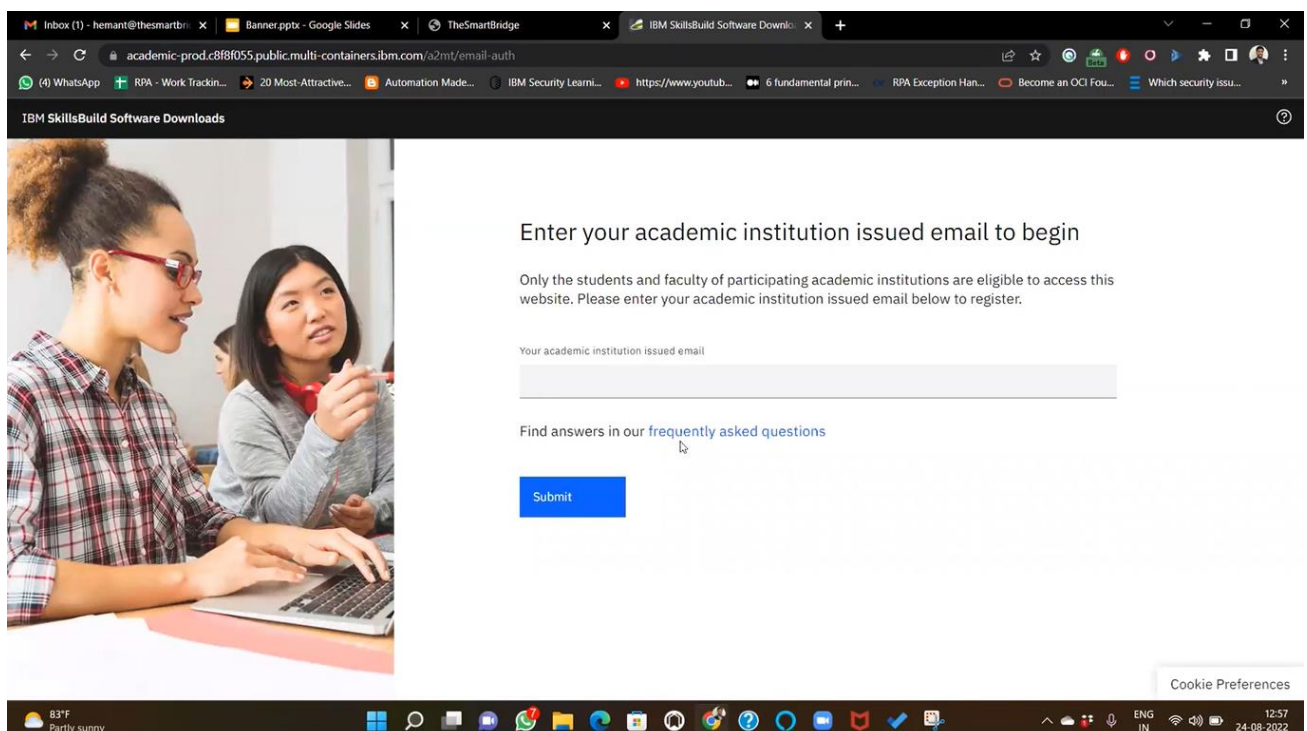 Inbox (1) - hemant@thesmartbri
Banner.pptx - Google Slides
TheSmartBridge
IBM SkillsBuild Software Downlo
academic-prod.c8f8f055.public.multi-containers.ibm.com/a2mt/email-auth
Beta
(4) WhatsApp
RPA - Work Trackin...
20 Most-Attractive...
Automation Made...
IBM Security Learni...
https://www.youtub...
6 fundamental prin...
RPA Exception Han...
Become an OCI Fou...
Which security issu...
»
IBM SkillsBuild Software Downloads
Enter your academic institution issued email to begin
Only the students and faculty of participating academic institutions are eligible to access this
website. Please enter your academic institution issued email below to register.
Your academic institution issued email
Find answers in our frequently asked questions
Submit
Cookie Preferences
83°F
Partly sunny
7
ENG
IN
12:57
24-08-2022